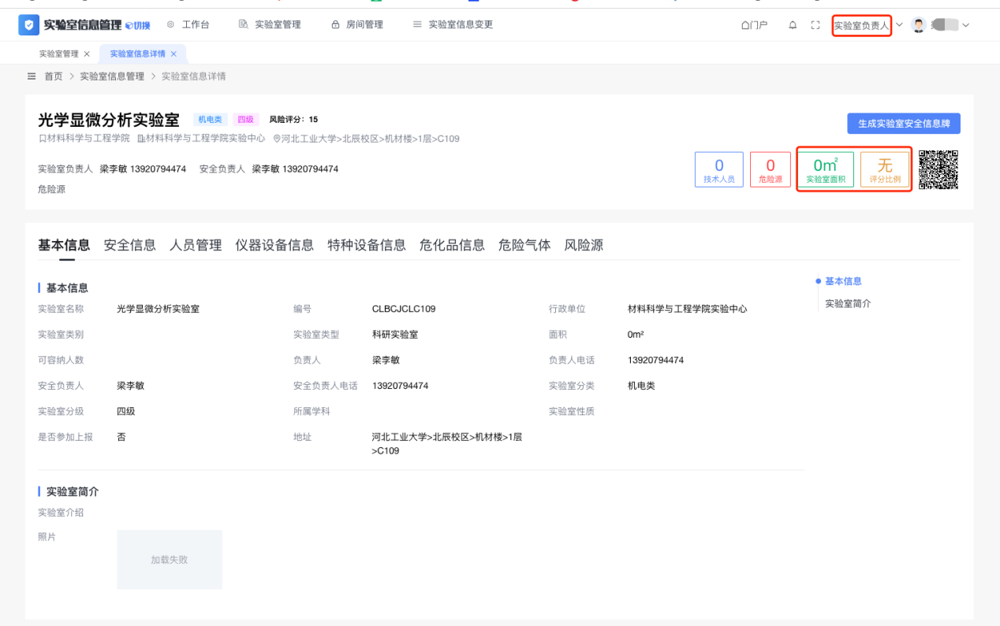 实验室信息管理 切换 工作台 实验室管理 房间管理 实验室信息变更 门户 实验室负责人
实验室管理 × 实验室信息详情 ×
首页 > 实验室信息管理 > 实验室信息详情
光学显微分析实验室 机电类 四级 风险评分：15 生成实验室安全信息牌
材料科学与工程学院 材料科学与工程学院实验中心 河北工业大学>北辰校区>机材楼>1层>C109
实验室负责人 梁李敏 13920794474 安全负责人 梁李敏 13920794474
危险源
0 0 0㎡ 无
技术人员 危险源 实验室面积 评分比例
基本信息 安全信息 人员管理 仪器设备信息 特种设备信息 危化品信息 危险气体 风险源
基本信息
实验室简介
基本信息
实验室名称 光学显微分析实验室 编号 CLBCJCLC109 行政单位 材料科学与工程学院实验中心
实验室类别 实验室类型 科研实验室 面积 0m²
可容纳人数 负责人 梁李敏 负责人电话 13920794474
安全负责人 梁李敏 安全负责人电话 13920794474 实验室分类 机电类
实验室分级 四级 所属学科 实验室性质
是否参加上报 否 地址 河北工业大学>北辰校区>机材楼>1层
>C109
实验室简介
实验室介绍
照片
加载失败